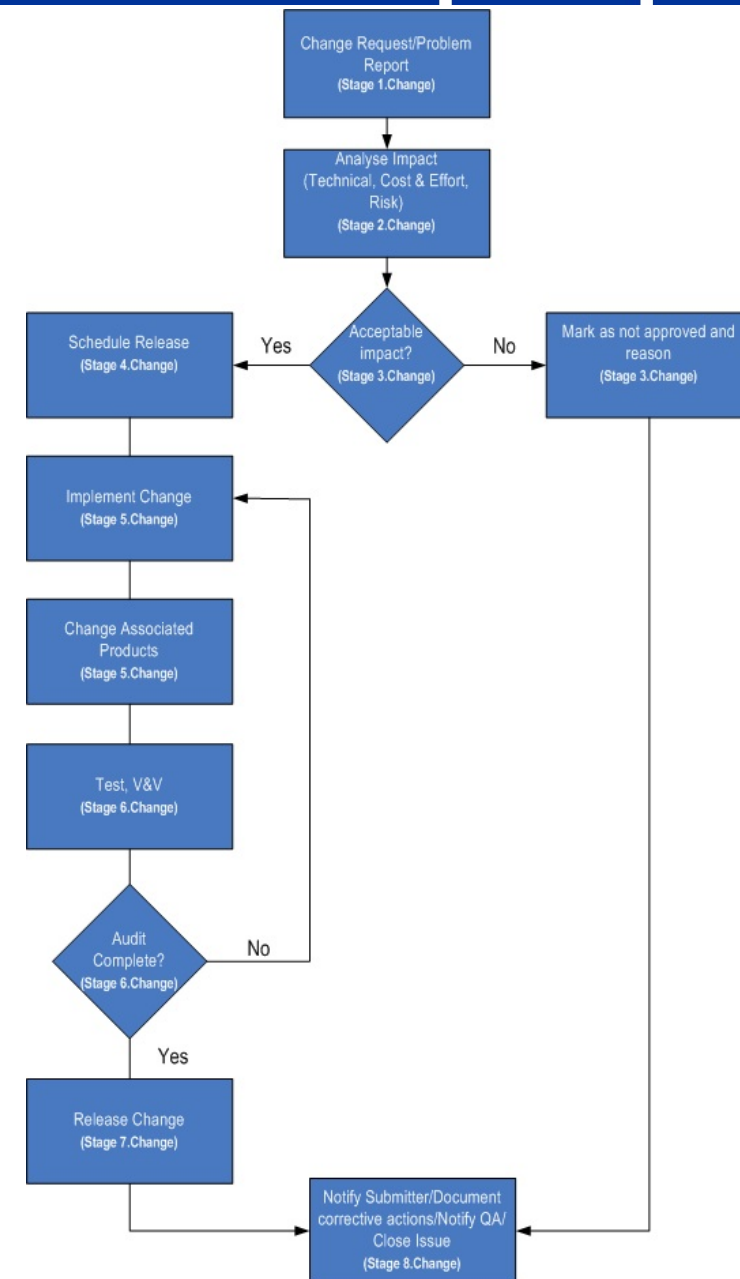 Change Request/Problem
Report
(Stage 1.Change)
Analyse Impact
(Technical, Cost & Effort,
Risk)
(Stage 2.Change)
Acceptable
impact?
(Stage 3.Change)
Yes
No
Schedule Release
(Stage 4.Change)
Mark as not approved and
reason
(Stage 3.Change)
Implement Change
(Stage 5.Change)
Change Associated
Products
(Stage 5.Change)
Test, V&V
(Stage 6.Change)
Audit
Complete?
(Stage 6.Change)
No
Yes
Release Change
(Stage 7.Change)
Notify Submitter/Document
corrective actions/Notify QA/
Close Issue
(Stage 8.Change)